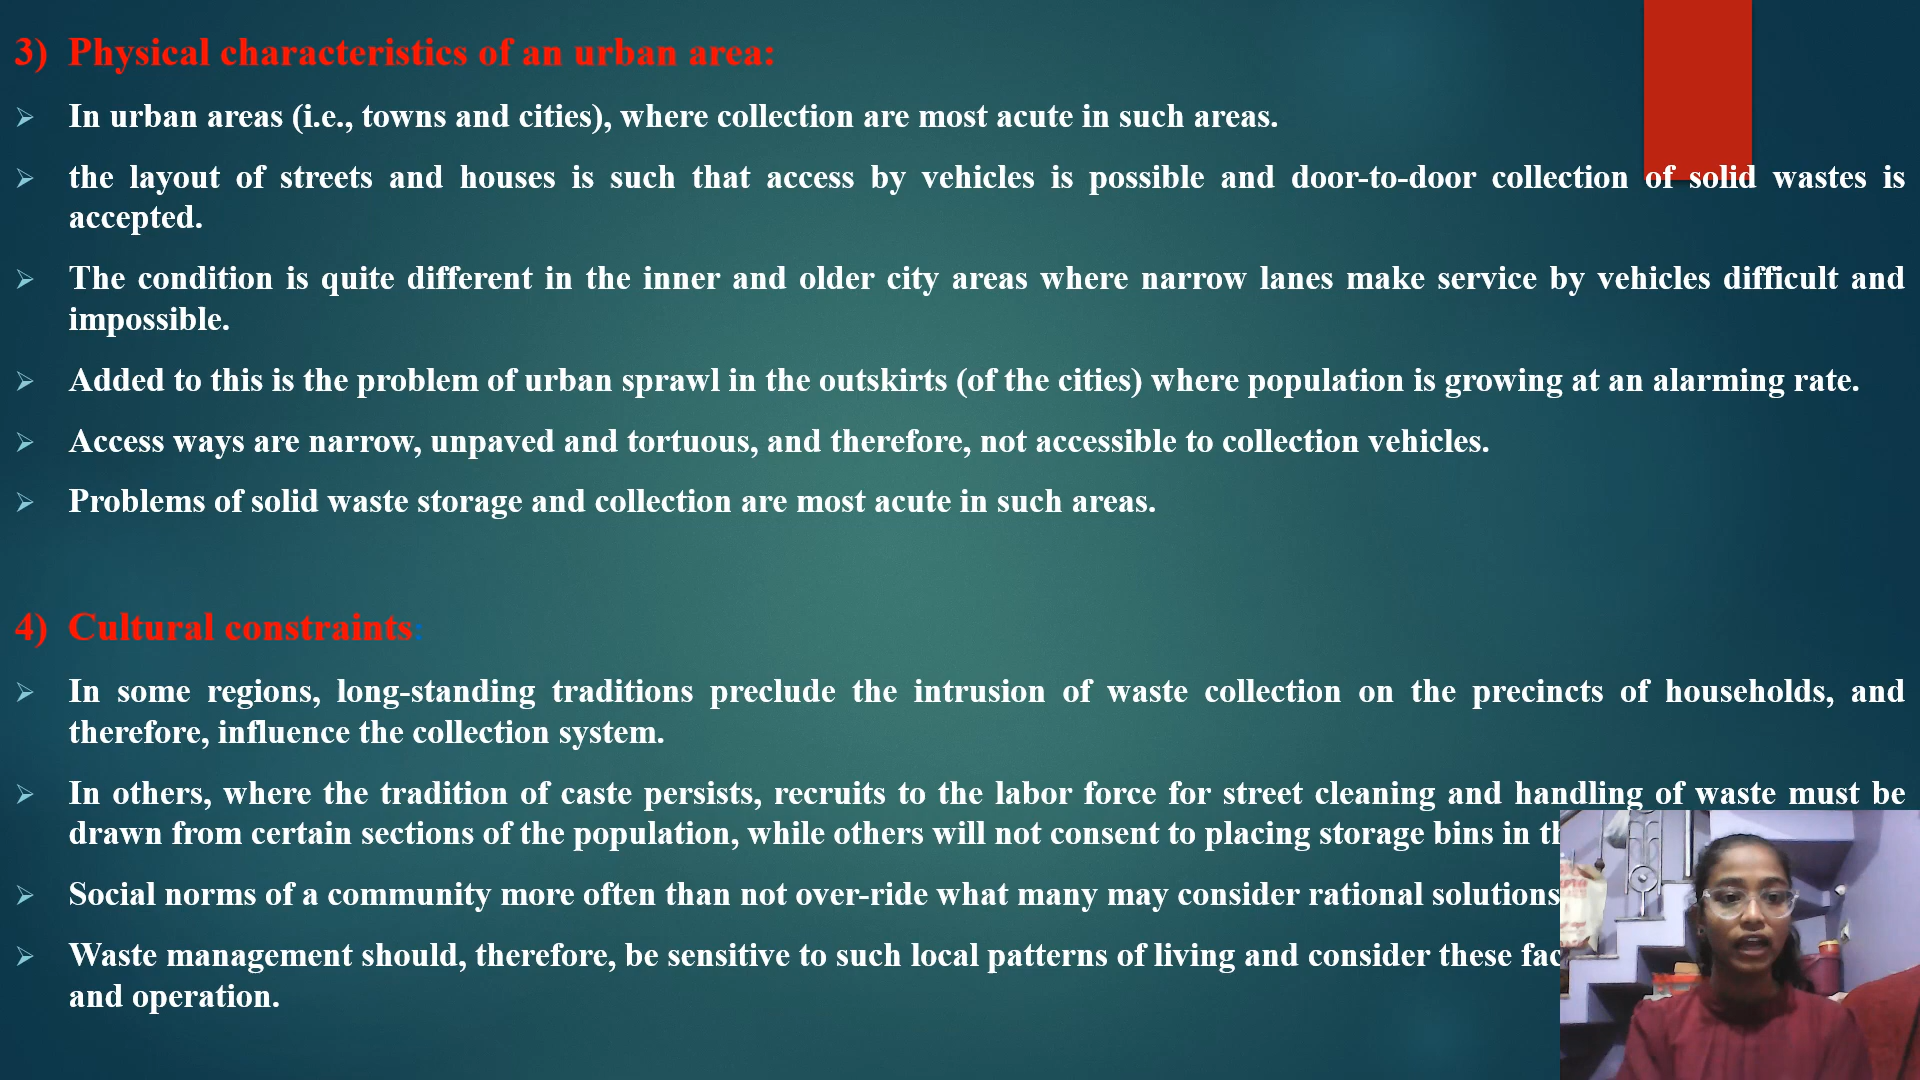 3) Physical characteristics of an urban area:
In urban areas (i.e., towns and cities), where collection are most acute in such areas.
the layout of streets and houses is such that access by vehicles is possible and door-to-door collection of solid wastes is
accepted.
The condition is quite different in the inner and older city areas where narrow lanes make service by vehicles difficult and
impossible.
Added to this is the problem of urban sprawl in the outskirts (of the cities) where population is growing at an alarming rate.
Access ways are narrow, unpaved and tortuous, and therefore, not accessible to collection vehicles.
Problems of solid waste storage and collection are most acute in such areas.
4) Cultural constraints:
In some regions, long-standing traditions preclude the intrusion of waste collection on the precincts of households, and
therefore, influence the collection system.
In others, where the tradition of caste persists, recruits to the labor force for street cleaning and handling of waste must be
drawn from certain sections of the population, while others will not consent to placing storage bins in
Social norms of a community more often than not over-ride what many may consider rational solutions
Waste management should, therefore, be sensitive to such local patterns of living and consider these
and operation.